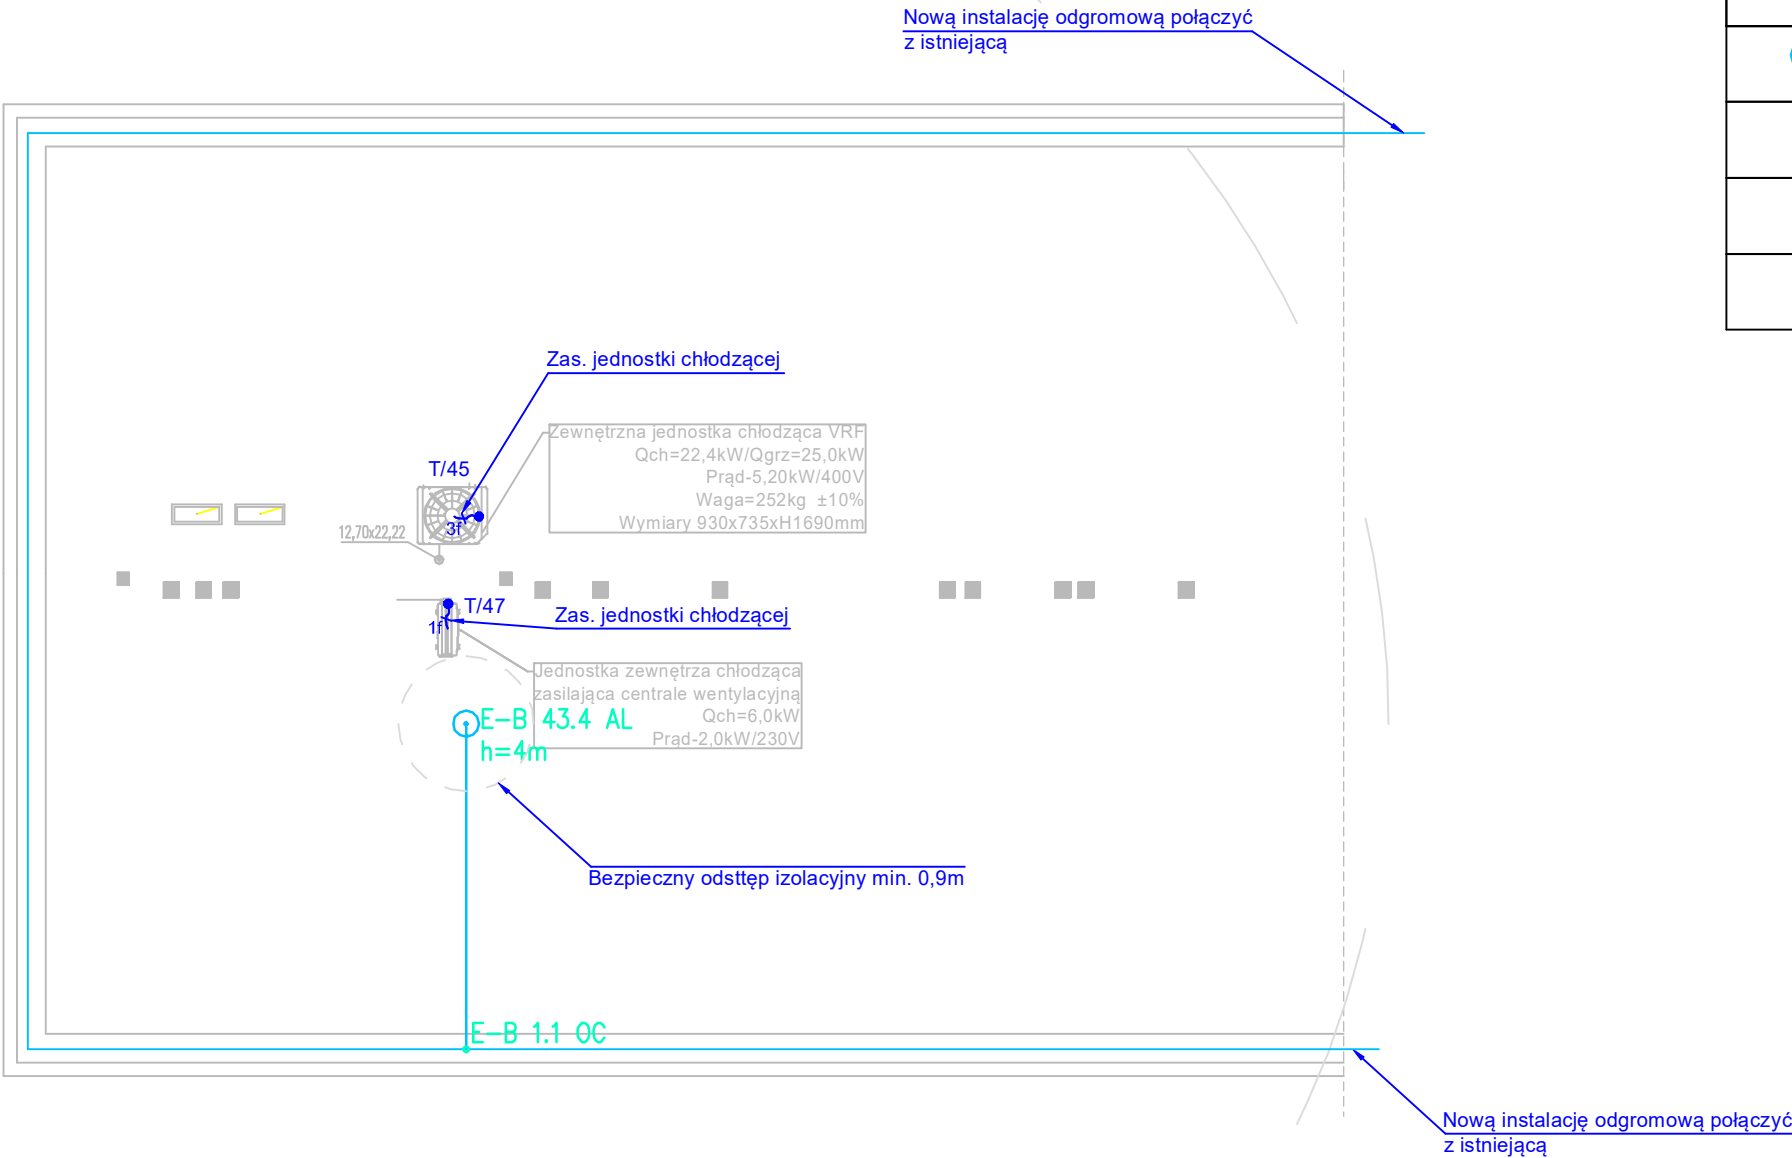 Nową instalację odgromową połączyć
z istniejącą
Zas. jednostki chłodzącej
Zewnętrzna jednostka chłodząca VRF
Qch=22,4kW/Qgrz=25,0kW
Prąd-5,20kW/400V
Waga=252kg ±10%
Wymiary 930x735xH1690mm
T/45
3f
12,70x22,22
T/47
1f
Zas. jednostki chłodzącej
Jednostka zewnętrza chłodząca
zasilająca centrale wentylacyjną
Qch=6,0kW
Prąd-2,0kW/230V
E-B 43.4 AL
h=4m
Bezpieczny odsttęp izolacyjny min. 0,9m
E-B 1.1 OC
Nową instalację odgromową połączyć
z istniejącą